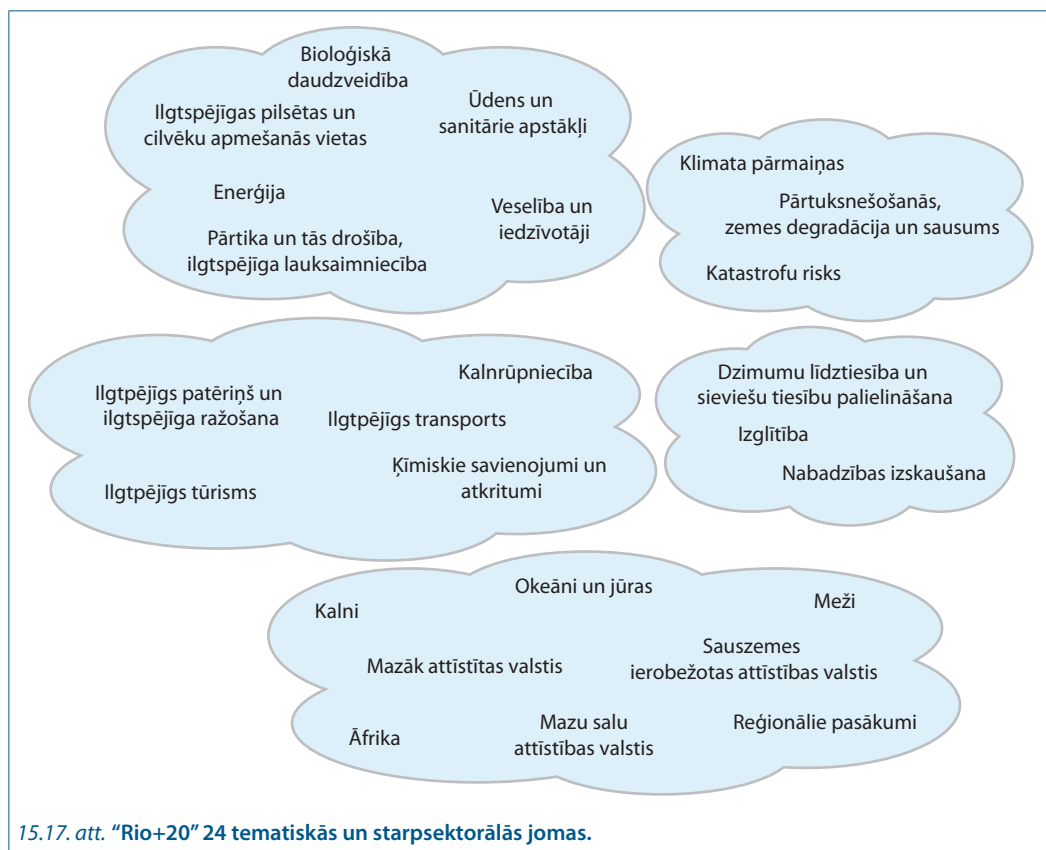 Bioloģiskā
daudzveidība
Ūdens un
sanitārie apstākļi
Ilgtspējīgas pilsētas un
cilvēku apmešanās vietas
Enerģija
Veselība un
iedzīvotāji
Pārtika un tās drošība,
ilgtspējīga lauksaimniecība
Klimata pārmaiņas
Pārtuksnešošanās,
zemes degradācija un sausums
Katastrofu risks
Kalnrūpniecība
Ilgtpējīgs patēriņš un
ilgtspējīga ražošana
Ilgtpējīgs transports
Ķīmiskie savienojumi un
atkritumi
Ilgtpējīgs tūrisms
Dzimumu līdztiesība un
sieviešu tiesību palielināšana
Izglītība
Nabadzības izskaušana
Okeāni un jūras
Kalni
Meži
Mazāk attīstītas valstis
Sauszemes
ierobežotas attīstības valstis
Āfrika
Mazu salu
attīstības valstis
Reģionālie pasākumi
15.17. att. “Rio+20” 24 tematiskās un starpsektorālās jomas.